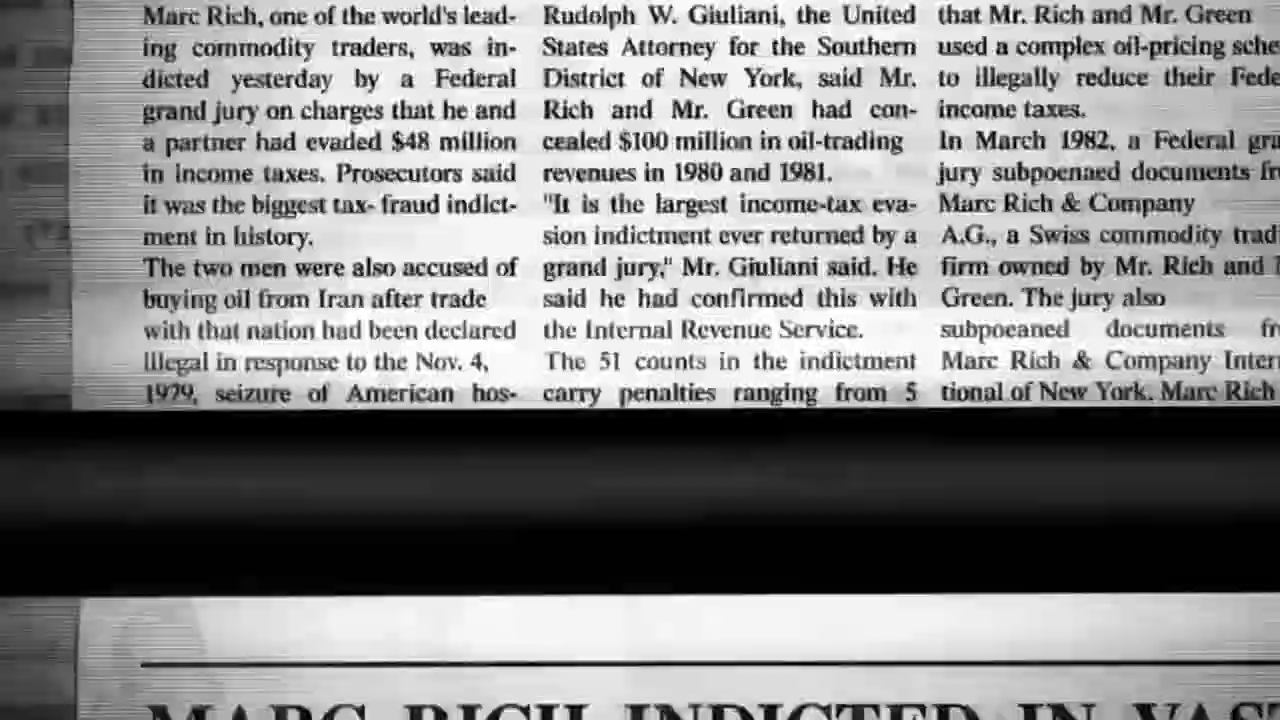 Marc Rich, one of the world's lead-
ing commodity traders, was in-
dicted yesterday by a Federal
grand jury on charges that he and
a partner had evaded $48 million
in income taxes. Prosecutors said
it was the biggest tax- fraud indict-
ment in history.
The two men were also accused of
buying oil from Iran after trade
with that nation had been declared
illegal in response to the Nov. 4,
1979, seizure of American hos-
Rudolph W. Giuliani, the United
States Attorney for the Southern
District of New York, said Mr.
Rich and Mr. Green had con-
cealed $100 million in oil-trading
revenues in 1980 and 1981.
"It is the largest income-tax eva-
sion indictment ever returned by a
grand jury," Mr. Giuliani said. He
said he had confirmed this with
the Internal Revenue Service.
The 51 counts in the indictment
carry penalties ranging from 5
that Mr. Rich and Mr. Green
used a complex oil-pricing sche
to illegally reduce their Fede
income taxes.
In March 1982, a Federal gra
jury subpoenaed documents fr
Marc Rich & Company
A.G., a Swiss commodity tradi
firm owned by Mr. Rich and
Green. The jury also
subpoeaned documents fr
Marc Rich & Company Intern
tional of New York. Marc Rich
MARC RICH INDICTED IN VAST